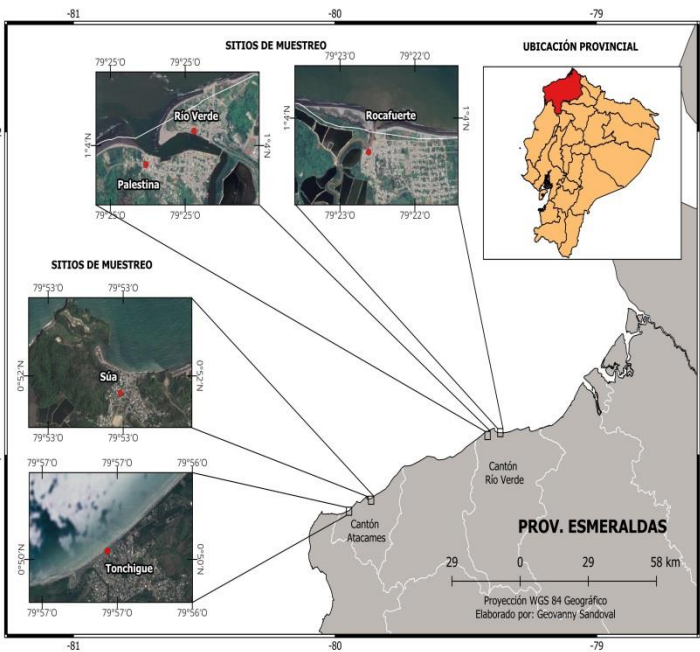 -81
-80
-79
SITIOS DE MUESTREO
79°25'O
79°25'O
1°4'N
1°4'N
Río Verde
Palestina
79°25'O
79°25'O
79°23'O
79°22'O
1°4'N
1°4'N
Rocafuerte
79°23'O
79°22'O
UBICACIÓN PROVINCIAL
SITIOS DE MUESTREO
79°53'O
79°53'O
0°52'N
0°52'N
Súa
79°53'O
79°53'O
79°57'O
79°57'O
79°56'O
0°50'N
0°50'N
Tonchigue
79°57'O
79°57'O
79°56'O
Cantón
Río Verde
Cantón
Atacames
PROV. ESMERALDAS
29
0
29
58 km
Proyección WGS 84 Geográfico
Elaborado por: Geovanny Sandoval
-81
-80
-79